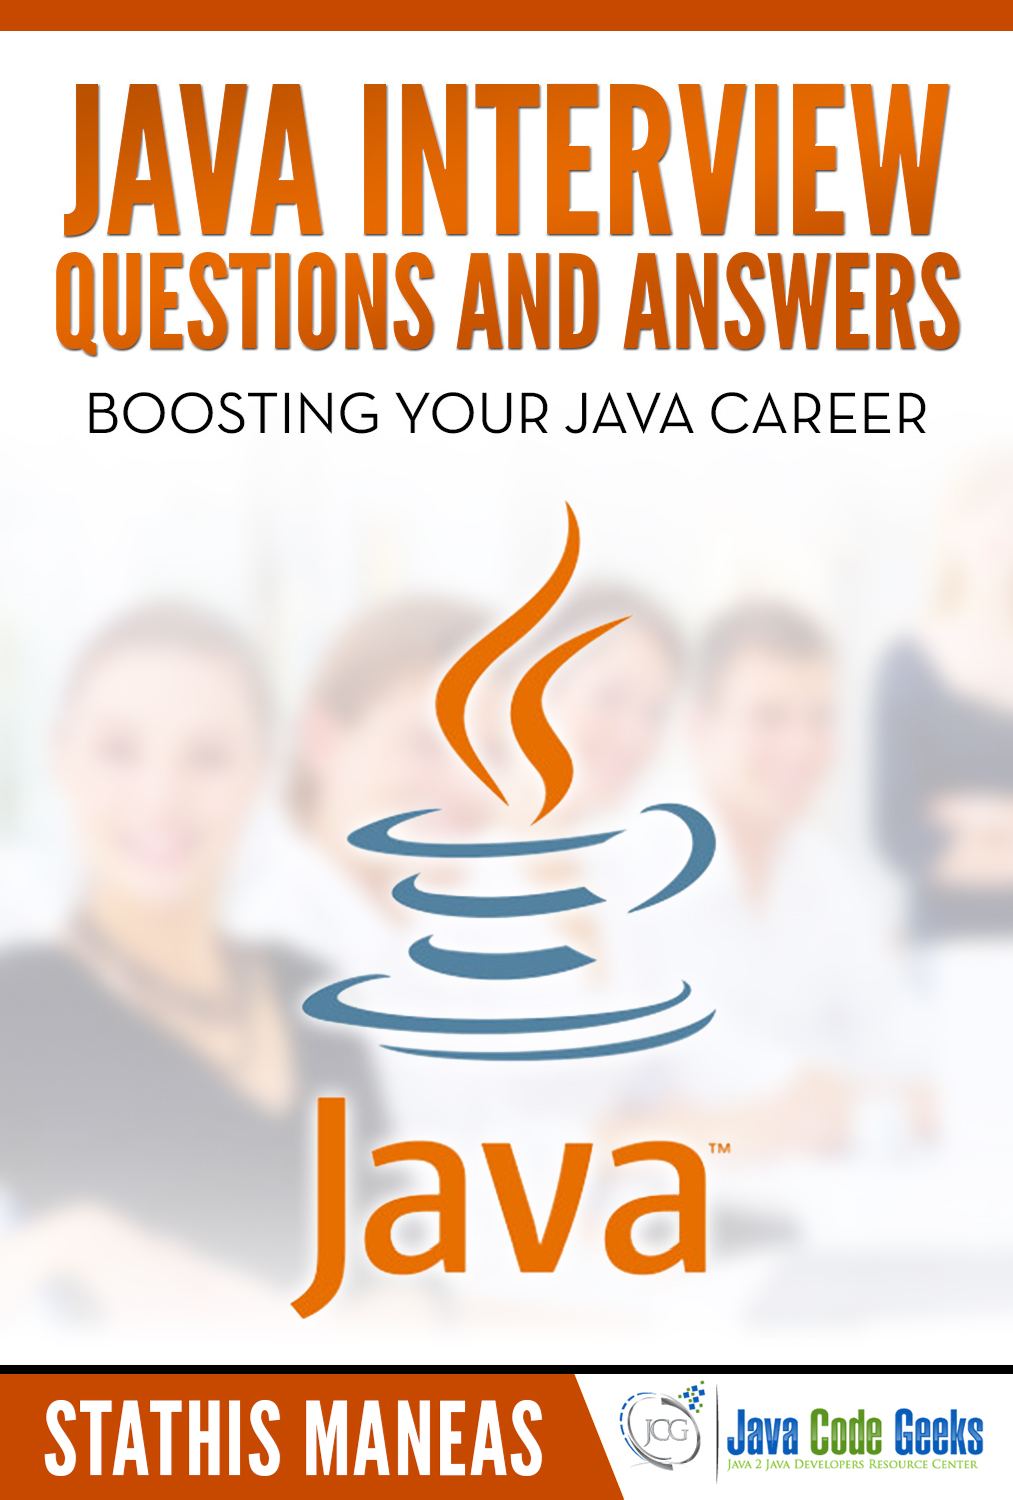 JAVA INTERVIEW
QUESTIONS AND ANSWERS
BOOSTING YOUR JAVA CAREER
Java™
STATHIS MANEAS
JCG
Java Code Geeks
JAVA 2 JAVA DEVELOPERS RESOURCE CENTER